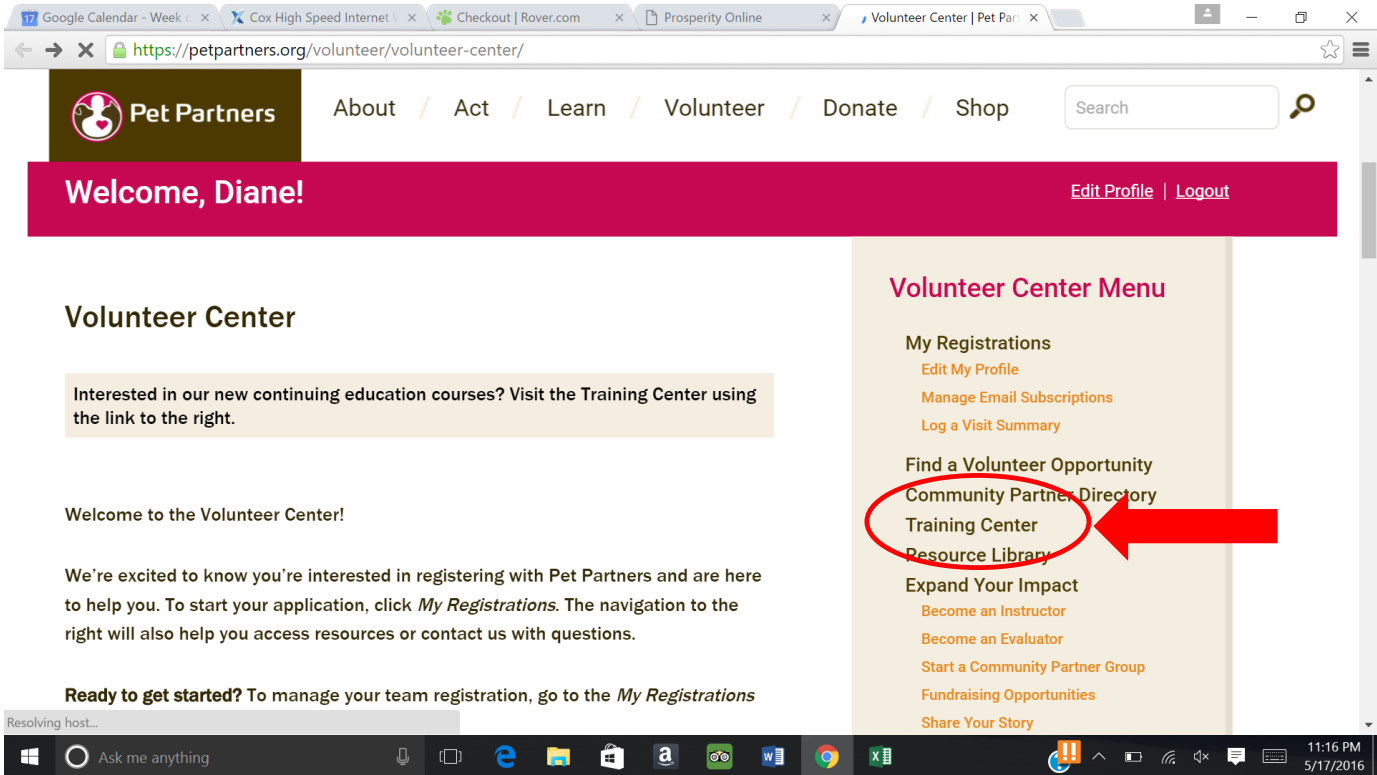 17 Google Calendar - Week c
Cox High Speed Internet
Checkout | Rover.com
Prosperity Online
Volunteer Center | Pet Par
https://petpartners.org/volunteer/volunteer-center/
Pet Partners
About / Act / Learn / Volunteer / Donate / Shop
Search
Welcome, Diane!
Edit Profile | Logout
Volunteer Center
Interested in our new continuing education courses? Visit the Training Center using
the link to the right.
Welcome to the Volunteer Center!
We're excited to know you're interested in registering with Pet Partners and are here
to help you. To start your application, click My Registrations. The navigation to the
right will also help you access resources or contact us with questions.
Ready to get started? To manage your team registration, go to the My Registrations
Volunteer Center Menu
My Registrations
Edit My Profile
Manage Email Subscriptions
Log a Visit Summary
Find a Volunteer Opportunity
Community Partner Directory
Training Center
Resource Library
Expand Your Impact
Become an Instructor
Become an Evaluator
Start a Community Partner Group
Fundraising Opportunities
Share Your Story
Resolving host...
Ask me anything
11:16 PM
5/17/2016